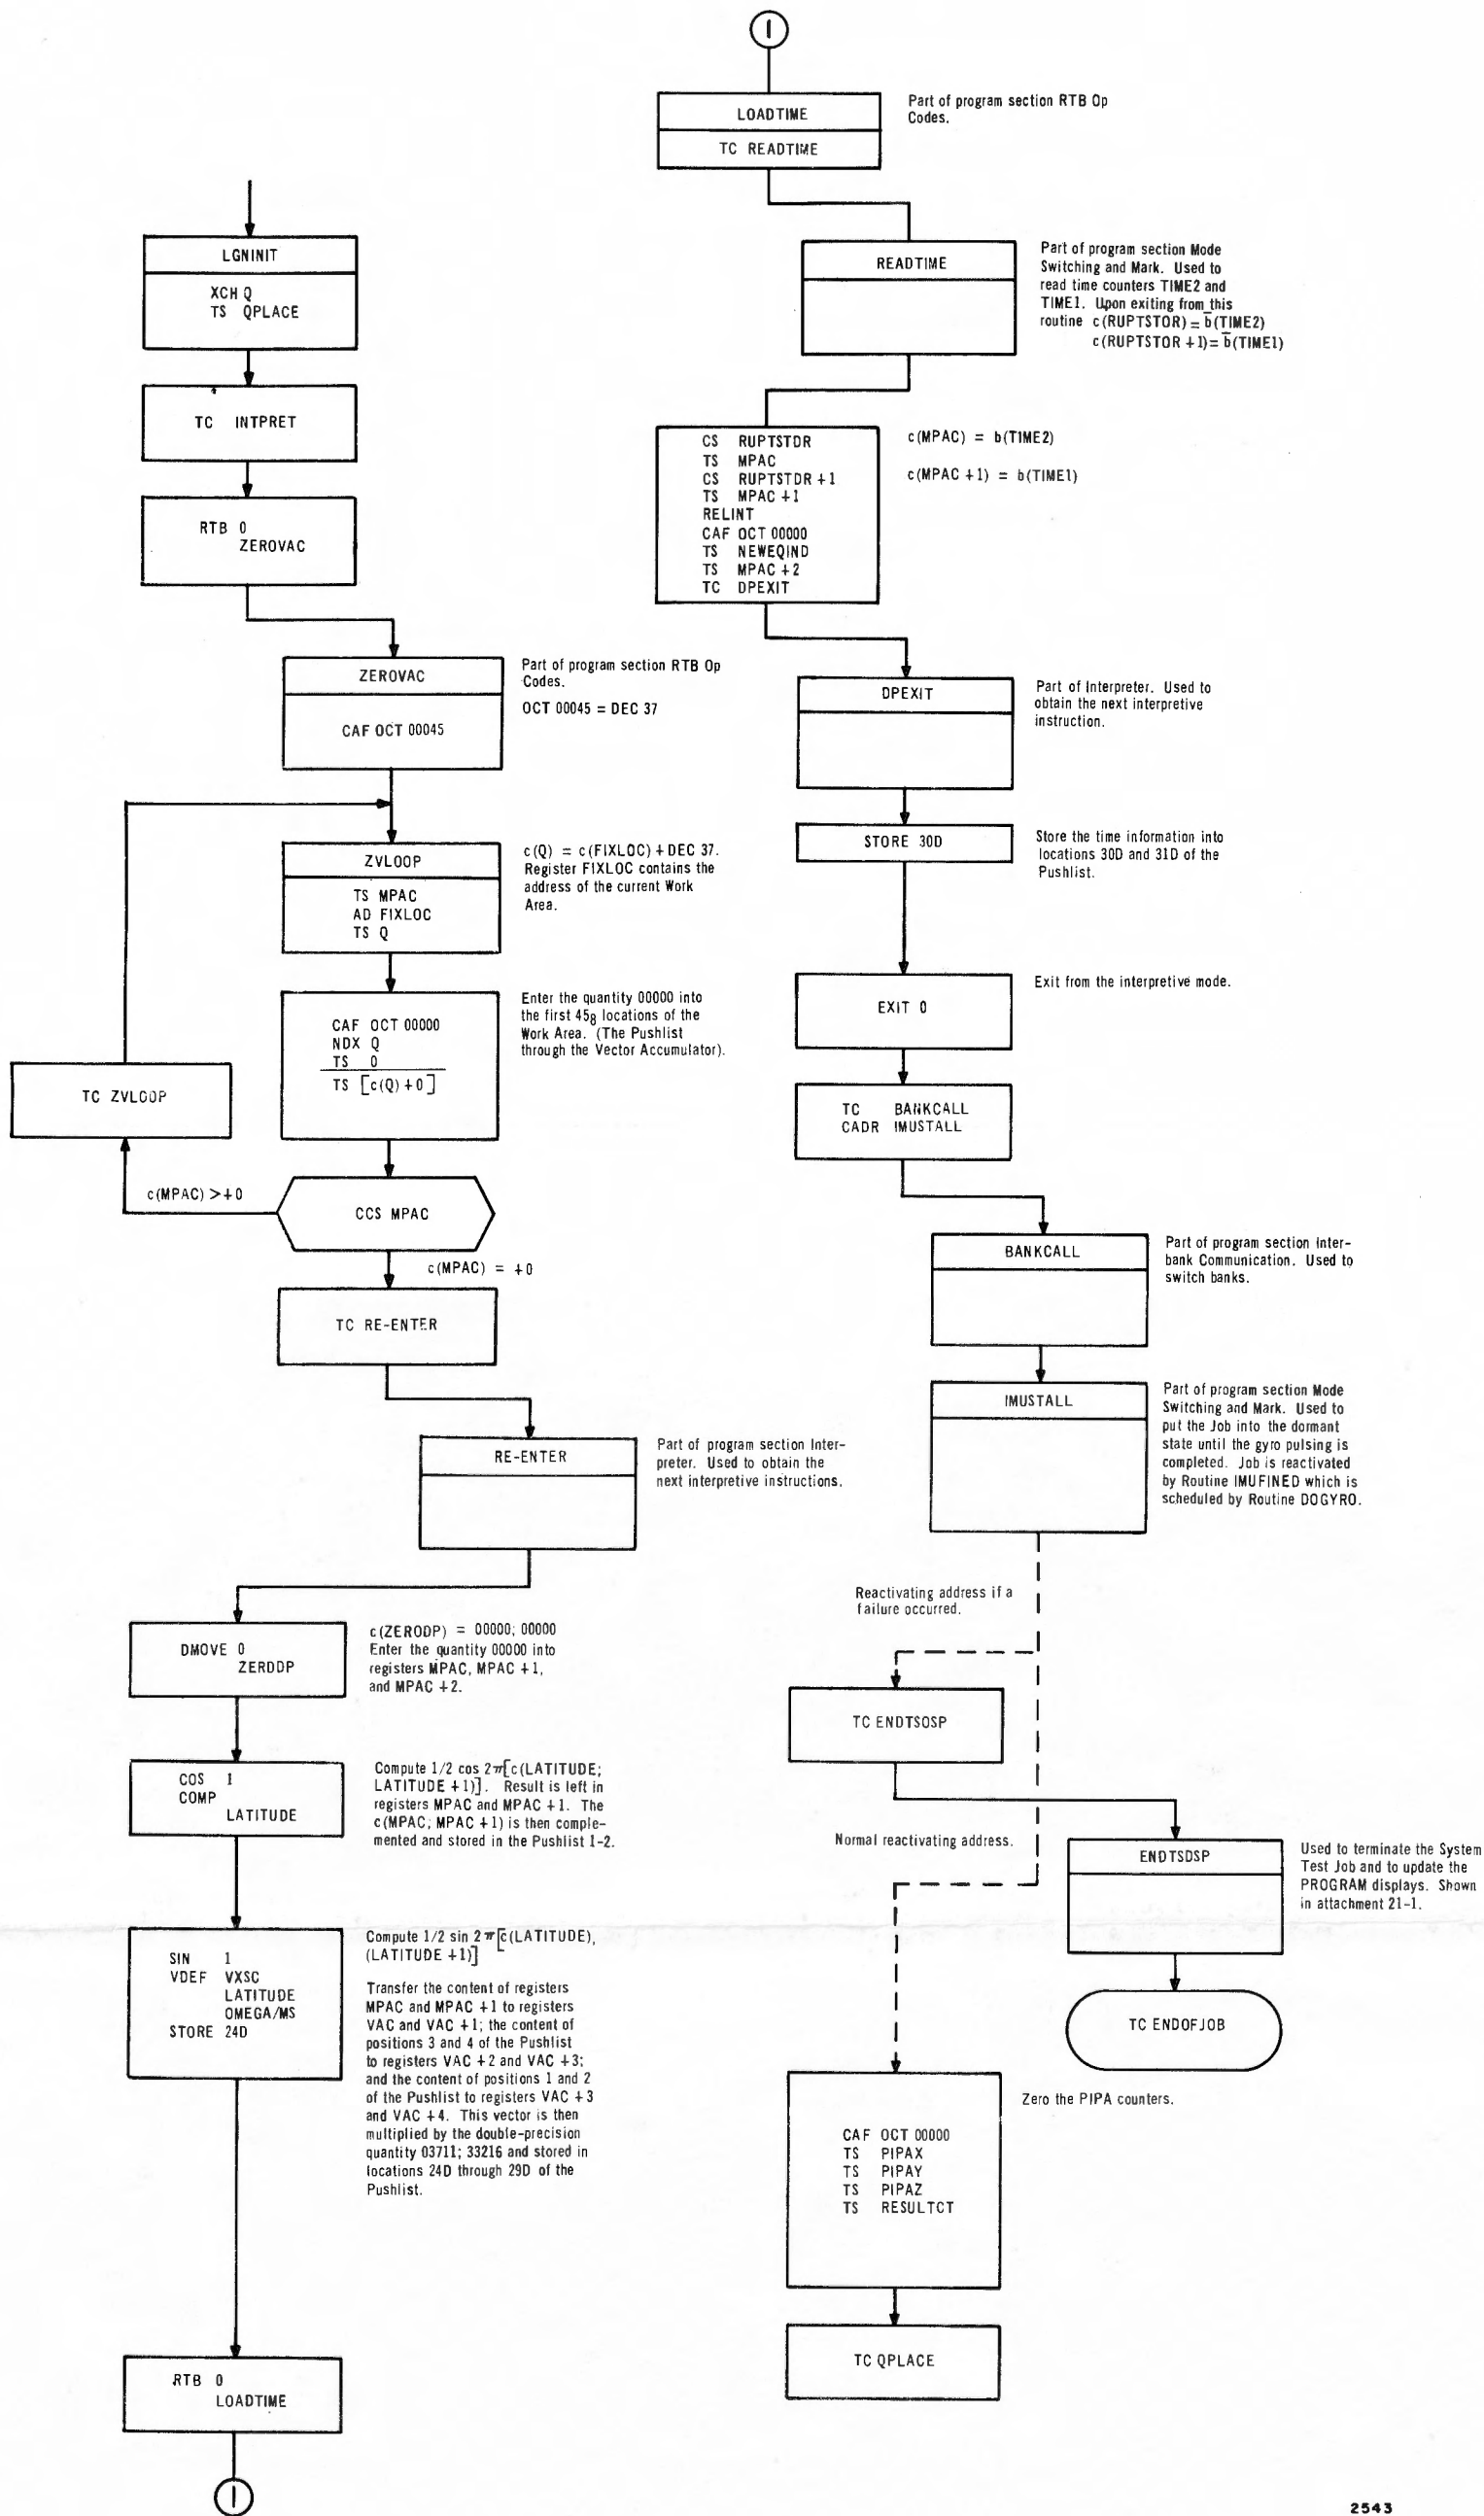 LGNINIT
XCH Q
TS QPLACE
TC INTPRET
RTB 0
ZEROVAC
ZEROVAC
CAF OCT 00045
Part of program section RTB Op
Codes.
OCT 00045 = DEC 37
ZVLOOP
TS MPAC
AD FIXLOC
TS Q
c(Q) = c(FIXLOC) + DEC 37.
Register FIXLOC contains the
address of the current Work
Area.
CAF OCT 00000
NDX Q
TS 0
TS [c(Q) + 0]
Enter the quantity 00000 into
the first 45₈ locations of the
Work Area. (The Pushlist
through the Vector Accumulator).
TC ZVLOOP
c(MPAC) > +0
CCS MPAC
c(MPAC) = +0
TC RE-ENTER
RE-ENTER
Part of program section Inter-
preter. Used to obtain the
next interpretive instructions.
DMOVE 0
ZERDDP
c(ZERODP) = 00000; 00000
Enter the quantity 00000 into
registers MPAC, MPAC +1,
and MPAC +2.
COS 1
COMP
LATITUDE
Compute 1/2 cos 2π[c(LATITUDE;
LATITUDE +1)]. Result is left in
registers MPAC and MPAC +1. The
c(MPAC; MPAC +1) is then comple-
mented and stored in the Pushlist 1-2.
SIN 1
VDEF VXSC
LATITUDE
OMEGA/MS
STORE 24D
Compute 1/2 sin 2π[c(LATITUDE),
(LATITUDE +1)]
Transfer the content of registers
MPAC and MPAC +1 to registers
VAC and VAC +1; the content of
positions 3 and 4 of the Pushlist
to registers VAC +2 and VAC +3;
and the content of positions 1 and 2
of the Pushlist to registers VAC +3
and VAC +4. This vector is then
multiplied by the double-precision
quantity 03711; 33216 and stored in
locations 24D through 29D of the
Pushlist.
RTB 0
LOADTIME
1
1
LOADTIME
TC READTIME
Part of program section RTB Op
Codes.
READTIME
Part of program section Mode
Switching and Mark. Used to
read time counters TIME2 and
TIME1. Upon exiting from this
routine c(RUPTSTOR) = b̅(TIME2)
c(RUPTSTOR +1) = b̅(TIME1)
CS RUPTSTDR
TS MPAC
CS RUPTSTDR +1
TS MPAC +1
RELINT
CAF OCT 00000
TS NEWEQIND
TS MPAC +2
TC DPEXIT
c(MPAC) = b(TIME2)
c(MPAC +1) = b(TIME1)
DPEXIT
Part of Interpreter. Used to
obtain the next interpretive
instruction.
STORE 30D
Store the time information into
locations 30D and 31D of the
Pushlist.
EXIT 0
Exit from the interpretive mode.
TC BANKCALL
CADR IMUSTALL
BANKCALL
Part of program section Inter-
bank Communication. Used to
switch banks.
IMUSTALL
Part of program section Mode
Switching and Mark. Used to
put the Job into the dormant
state until the gyro pulsing is
completed. Job is reactivated
by Routine IMUFINED which is
scheduled by Routine DOGYRO.
Reactivating address if a
failure occurred.
TC ENDTSOSP
Normal reactivating address.
ENDTSDSP
Used to terminate the System
Test Job and to update the
PROGRAM displays. Shown
in attachment 21-1.
TC ENDOFJOB
CAF OCT 00000
TS PIPAX
TS PIPAY
TS PIPAZ
TS RESULTCT
Zero the PIPA counters.
TC QPLACE
2543